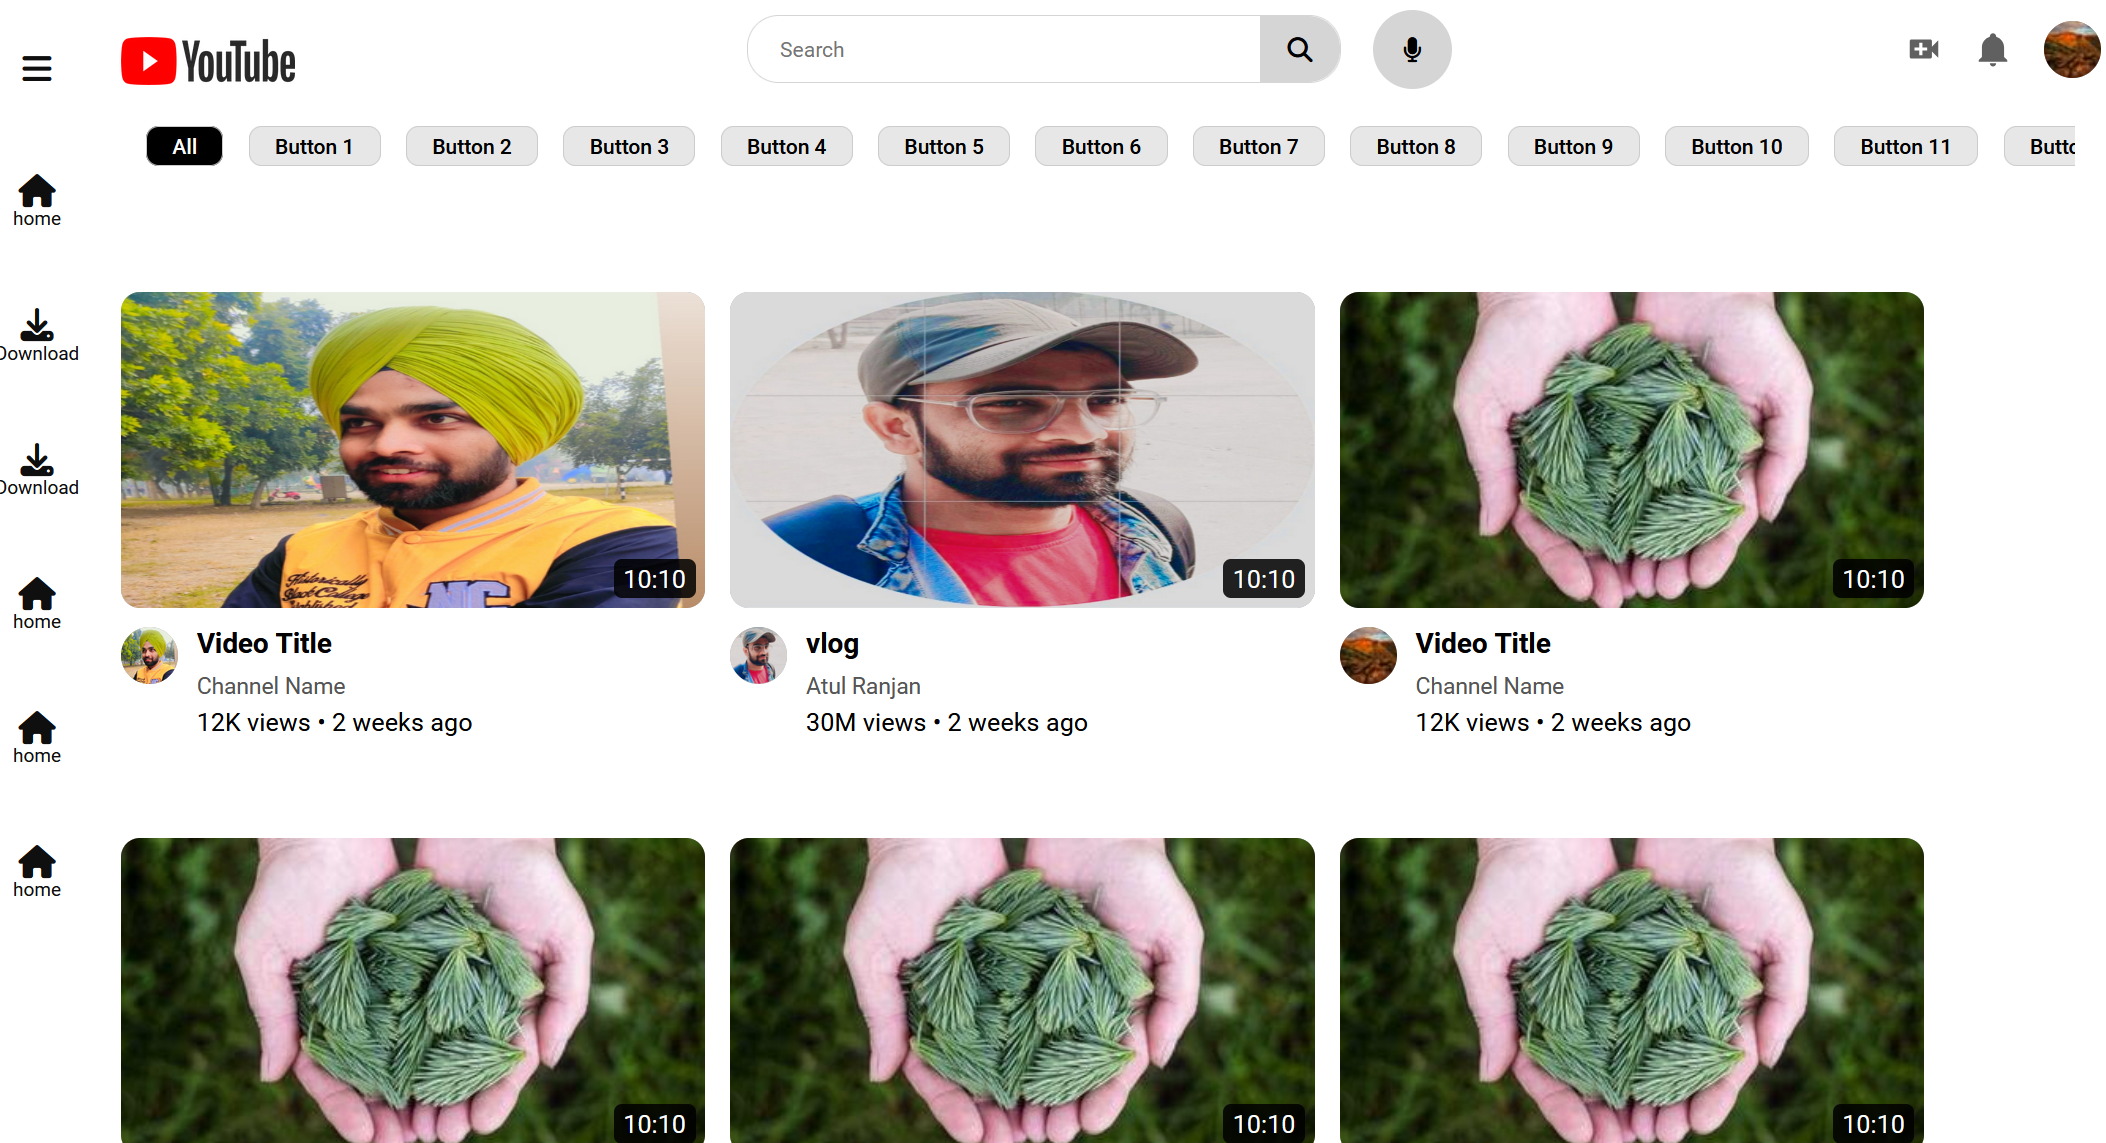 YouTube
Search
All
Button 1
Button 2
Button 3
Button 4
Button 5
Button 6
Button 7
Button 8
Button 9
Button 10
Button 11
home
Download
Download
home
home
home
10:10
10:10
10:10
Video Title
Channel Name
12K views • 2 weeks ago
vlog
Atul Ranjan
30M views • 2 weeks ago
Video Title
Channel Name
12K views • 2 weeks ago
10:10
10:10
10:10